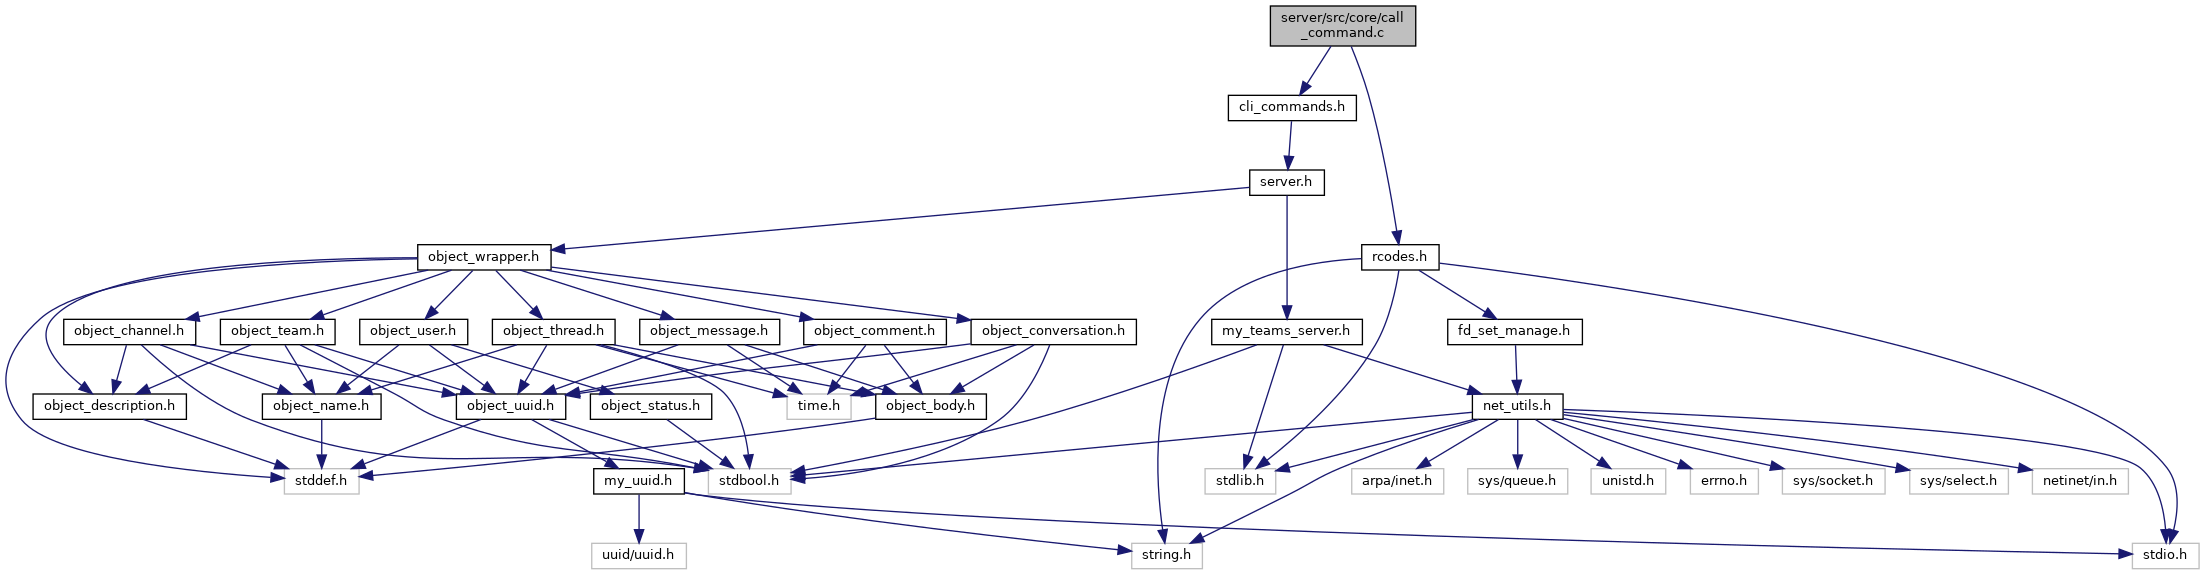 server/src/core/call
_command.c
cli_commands.h
server.h
object_wrapper.h
rcodes.h
object_channel.h
object_team.h
object_user.h
object_thread.h
object_message.h
object_comment.h
object_conversation.h
my_teams_server.h
fd_set_manage.h
object_description.h
object_name.h
object_uuid.h
object_status.h
time.h
object_body.h
net_utils.h
stddef.h
my_uuid.h
stdbool.h
stdlib.h
arpa/inet.h
sys/queue.h
unistd.h
errno.h
sys/socket.h
sys/select.h
netinet/in.h
uuid/uuid.h
string.h
stdio.h